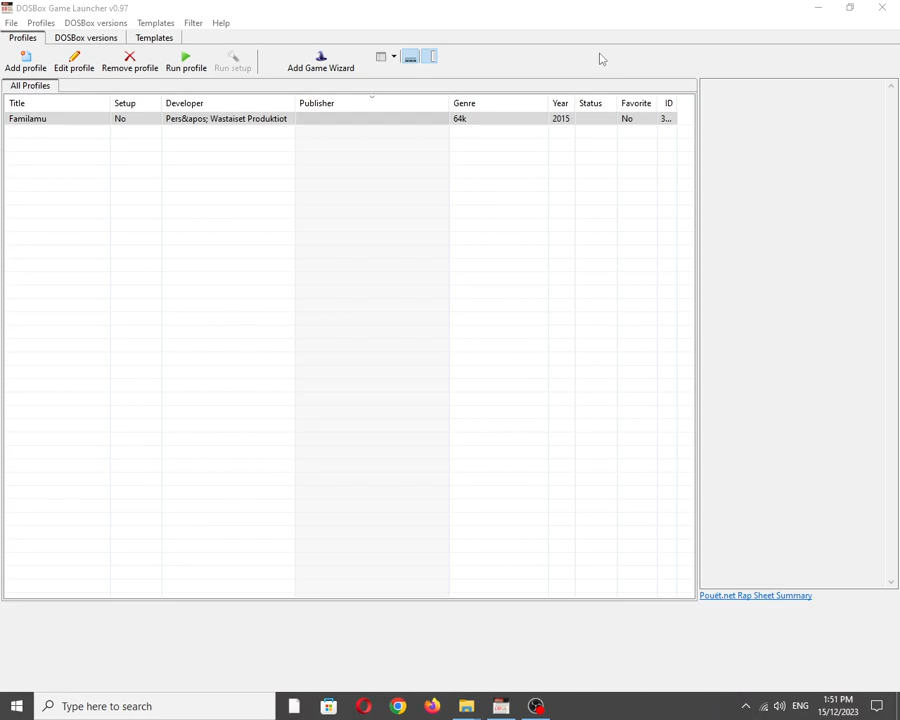 DOSBox Game Launcher v0.97
File Profiles DOSBox versions Templates Filter Help
Profiles DOSBox versions Templates
Add profile Edit profile Remove profile Run profile Run setup Add Game Wizard
All Profiles
Title Setup Developer Publisher Genre Year Status Favorite ID
Familamu No Pers&apos; Wastaiset Produktiot 64k 2015 No 3...
Pouët.net Rap Sheet Summary
Type here to search
ENG
1:51 PM
15/12/2023